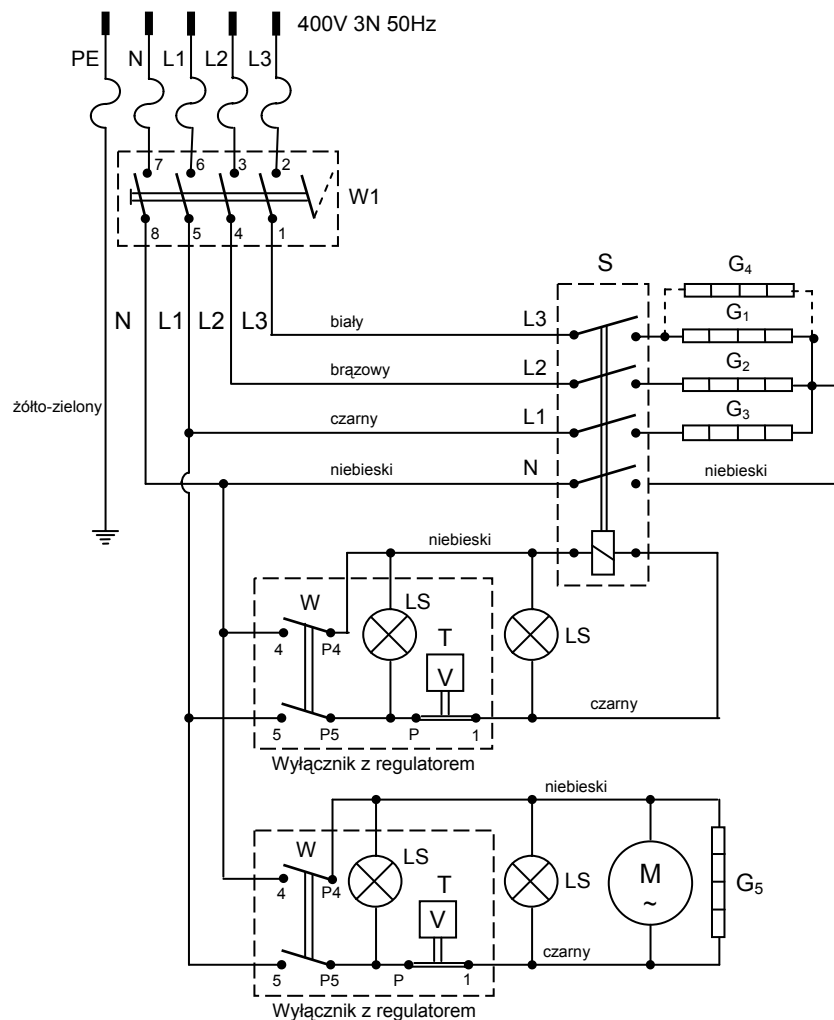 400V 3N 50Hz
PE N L1 L2 L3
7 6 3 2
W1
8 5 4 1
S
G4
N L1 L2 L3
biały
L3
G1
brązowy
L2
G2
żółto-zielony
czarny
L1
G3
niebieski
N
niebieski
niebieski
W
LS
T
V
LS
4 P4
czarny
5 P5 P 1
Wyłącznik z regulatorem
niebieski
W
LS
T
V
LS
M
~
G5
4 P4
czarny
5 P5 P 1
Wyłącznik z regulatorem